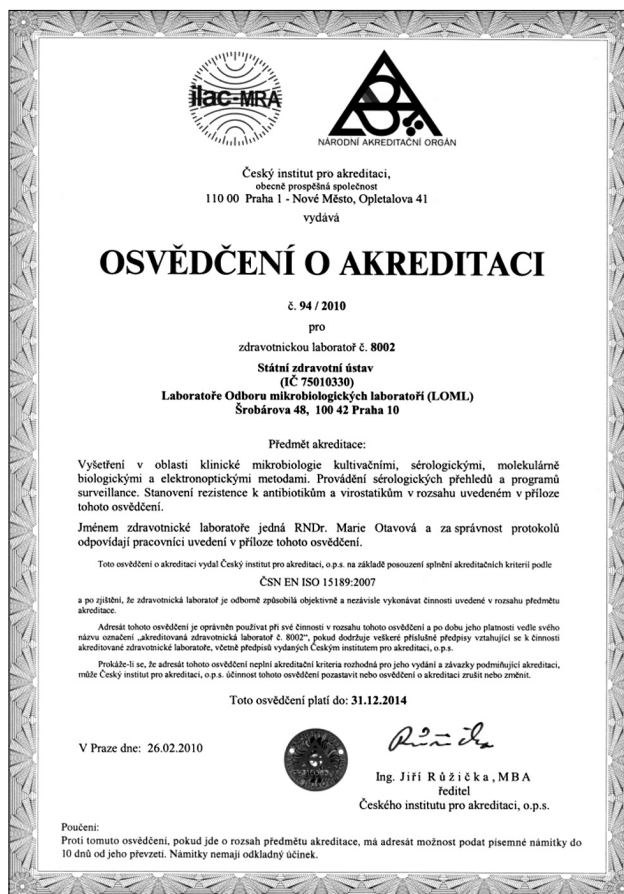 ilac-MRA
NÁRODNÍ AKREDITAČNÍ ORGÁN
Český institut pro akreditaci,
obecně prospěšná společnost
110 00 Praha 1 - Nové Město, Opletalova 41
vydává
OSVĚDČENÍ O AKREDITACI
č. 94 / 2010
pro
zdravotnickou laboratoř č. 8002
Státní zdravotní ústav
(IČ 75010330)
Laboratoře Odboru mikrobiologických laboratoří (LOML)
Šrobárova 48, 100 42 Praha 10
Předmět akreditace:
Vyšetření v oblasti klinické mikrobiologie kultivačními, sérologickými, molekulárně
biologickými a elektronoptickými metodami. Provádění sérologických přehledů a programů
surveillance. Stanovení rezistence k antibiotikům a virostatikům v rozsahu uvedeném v příloze
tohoto osvědčení.
Jménem zdravotnické laboratoře jedná RNDr. Marie Otavová a za správnost protokolů
odpovídají pracovníci uvedení v příloze tohoto osvědčení.
Toto osvědčení o akreditaci vydal Český institut pro akreditaci, o.p.s. na základě posouzení splnění akreditačních kriterií podle
ČSN EN ISO 15189:2007
a po zjištění, že zdravotnická laboratoř je odborně způsobilá objektivně a nezávisle vykonávat činnosti uvedené v rozsahu předmětu
akreditace.
Adresát tohoto osvědčení je oprávněn používat při své činnosti v rozsahu tohoto osvědčení a po dobu jeho platnosti vedle svého
názvu označení „akreditovaná zdravotnická laboratoř č. 8002", pokud dodržuje veškeré příslušné předpisy vztahující se k činnosti
akreditované zdravotnické laboratoře, včetně předpisů vydaných Českým institutem pro akreditaci, o.p.s.
Prokáže-li se, že adresát tohoto osvědčení neplní akreditační kriteria rozhodná pro jeho vydání a závazky podmiňující akreditaci,
může Český institut pro akreditaci, o.p.s. účinnost tohoto osvědčení pozastavit nebo osvědčení o akreditaci zrušit nebo změnit.
Toto osvědčení platí do: 31.12.2014
V Praze dne: 26.02.2010
Růžička
Ing. Jiří Růžička, MBA
ředitel
Českého institutu pro akreditaci, o.p.s.
Poučení:
Proti tomuto osvědčení, pokud jde o rozsah předmětu akreditace, má adresát možnost podat písemné námitky do
10 dnů od jeho převzetí. Námitky nemají odkladný účinek.